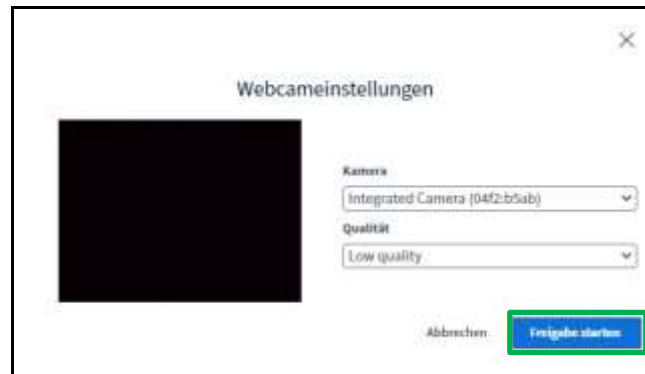 Webcameinstellungen
Kamera
Integrated Camera (04f2:b5ab)
Qualität
Low quality
Abbrechen
Freigabe starten